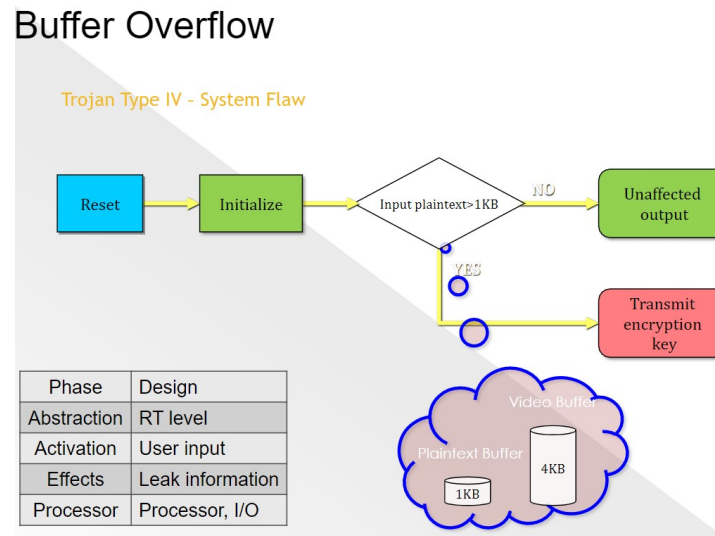 Buffer Overflow
Trojan Type IV - System Flaw
Reset
Initialize
Input plaintext>1KB
NO
Unaffected
output
YES
Transmit
encryption
key
Phase Design
Abstraction RT level
Activation User input
Effects Leak information
Processor Processor, I/O
Video Buffer
Plaintext Buffer
4KB
1KB